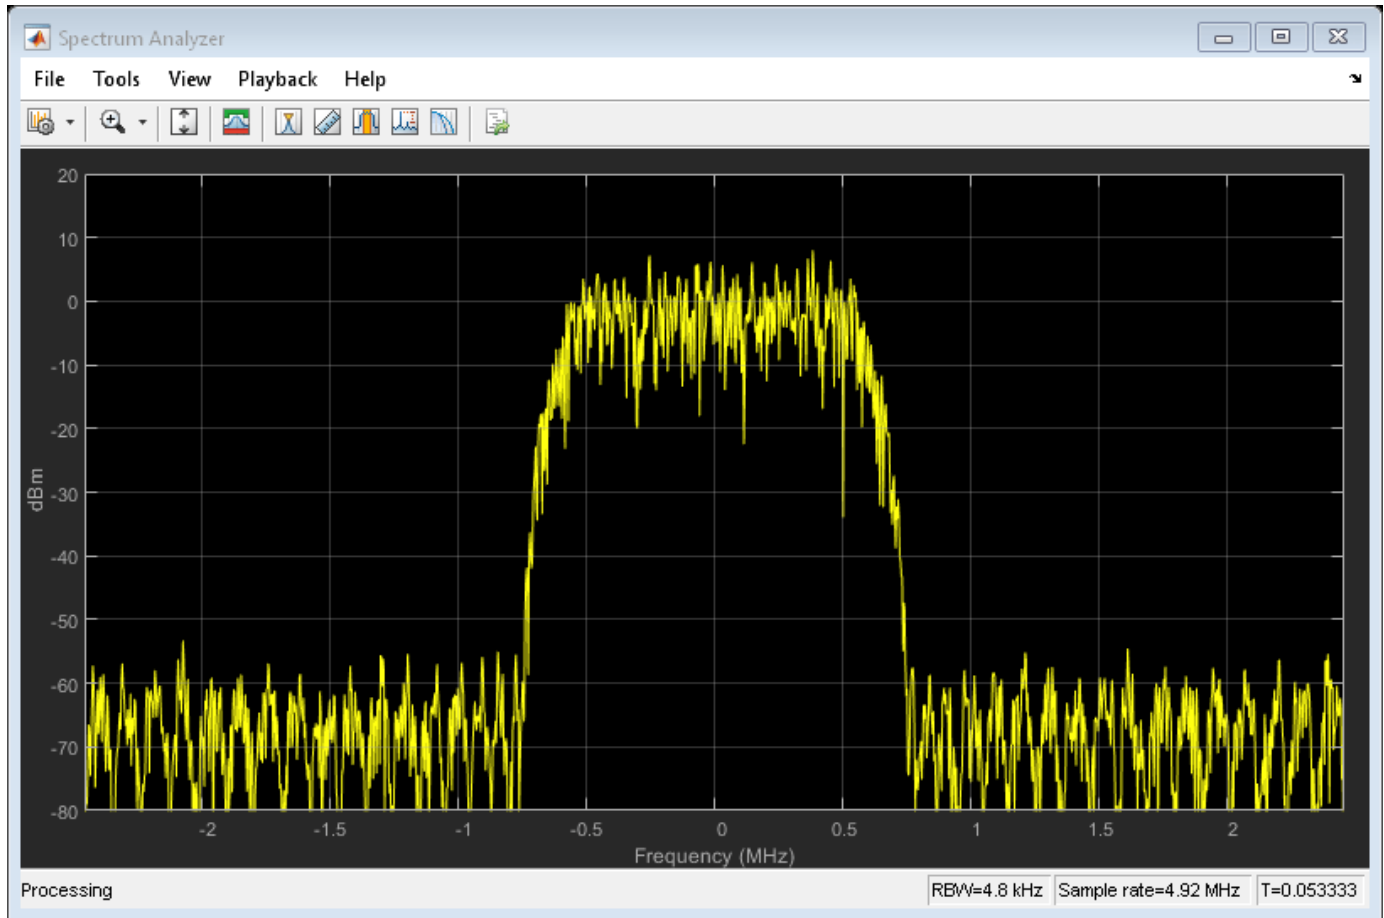 Spectrum Analyzer
File Tools View Playback Help
20
10
0
-10
-20
-30
-40
-50
-60
-70
-80
dBm
-2 -1.5 -1 -0.5 0 0.5 1 1.5 2
Frequency (MHz)
Processing RBW=4.8 kHz Sample rate=4.92 MHz T=0.053333